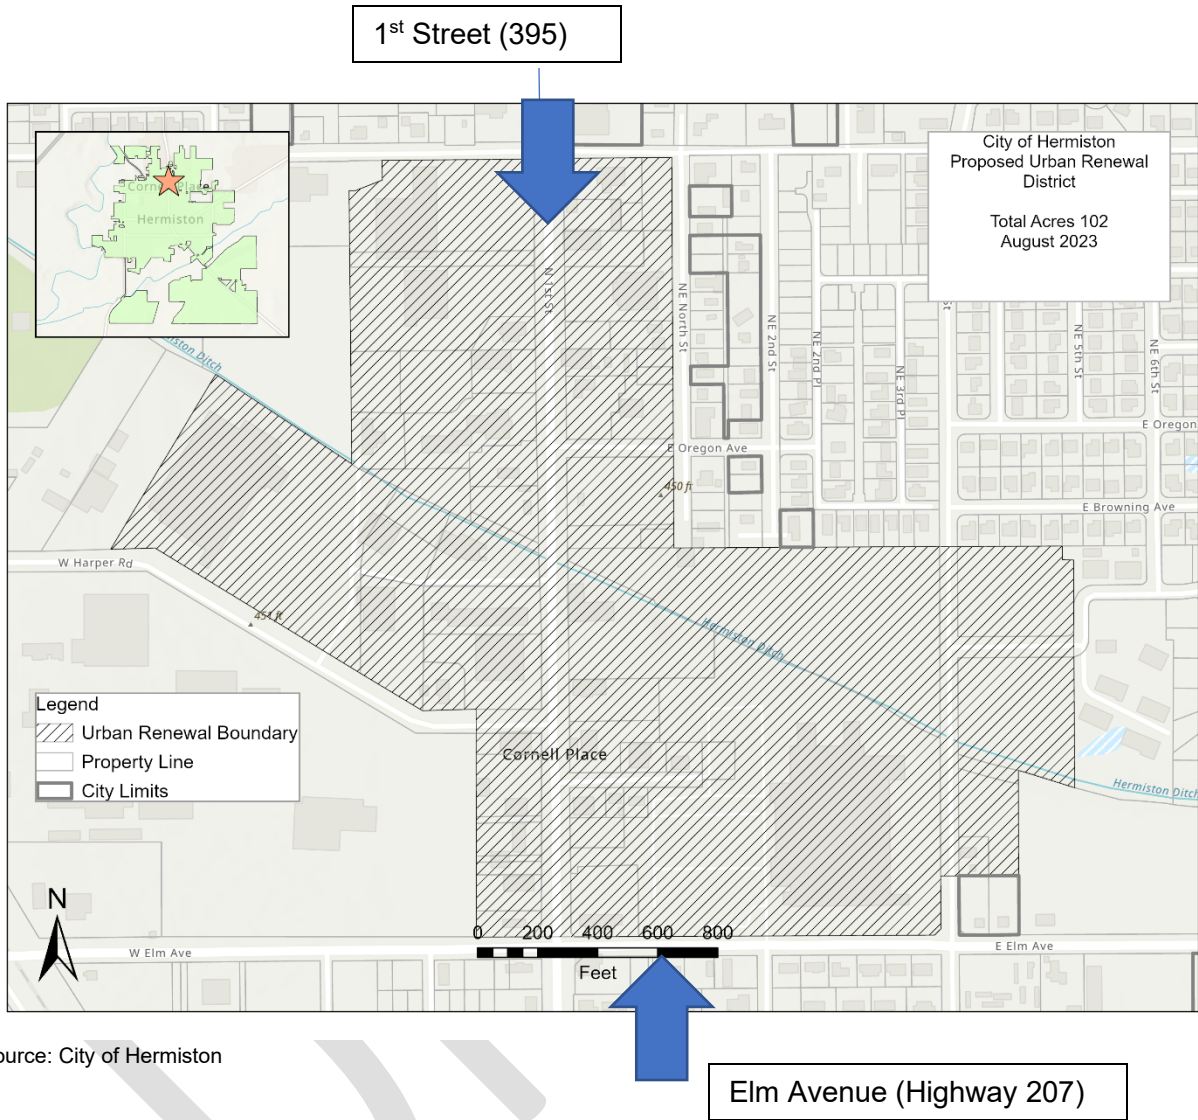 1st Street (395)
City of Hermiston
Proposed Urban Renewal
District
Total Acres 102
August 2023
Hermiston
N 1st St
NE North St
NE 2nd St
NE 2nd Pl
NE 3rd Pl
NE 5th St
NE 6th St
E Oregon
E Oregon Ave
450 ft
E Browning Ave
W Harper Rd
451 ft
Hermiston Ditch
Legend
Urban Renewal Boundary
Property Line
City Limits
Cornell Place
Hermiston Ditch
N
0 200 400 600 800
Feet
W Elm Ave
E Elm Ave
ource: City of Hermiston
Elm Avenue (Highway 207)